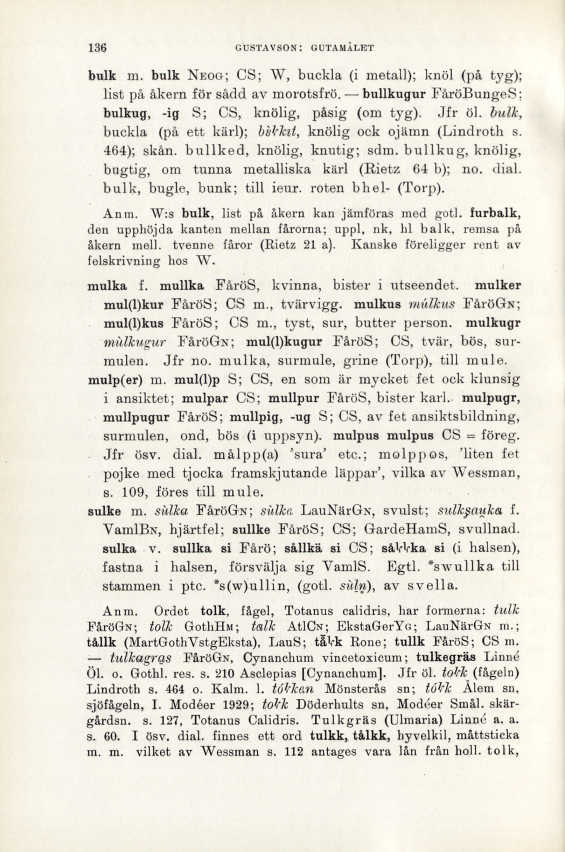 136 GUSTAVSON: GUTAMÅLET
bulk m. bulk NEOG; CS; W, buckla (i metall); knöl (på tyg);
list på åkern för sådd av morotsfrö. — bullkugur FåröBungeS;
bulkug, -ig S; CS, knölig, påsig (om tyg). Jfr öl. bulk,
buckla (på ett kärl); knölig ock ojämn (Lindroth s.
464); skån. bullked, knölig, knutig; sdm. bullkug, knölig,
bugtig, om tunna metalliska kärl (Rietz 64 b); no. dial.
bulk, bugle, bunk; till ieur. roten bhel- (Torp).
Anm. W:s bulk, list på åkern kan jämföras med gotl. furbalk,
den upphöjda kanten mellan fårorna; uppl, nk, hl balk, remsa på
åkern mell. tvenne fåror (Rietz 21 a). Kanske föreligger rent av
felskrivning hos W.
mulka f. mullka FåröS, kvinna, bister i utseendet. mulker
mul(l)kur FåröS; CS m., tvärvigg. mulkus mùlkus FåröGN;
mul(l)kus FåröS; CS m., tyst, sur, butter person. mulkugr
mùlkugur FåröGN; mul(l)kugur FåröS; CS, tvär, bös, sur-
mulen. Jfr no. mulka, surmule, grine (Torp), till mule.
mulp(er) m. mul(l)p S; CS, en som är mycket fet ock klunsig
i ansiktet; mulpar CS; mullpur FåröS, bister karl. mulpugr,
mullpugur FåröS; mullpig, -ug S; CS, av fet ansiktsbildning,
surmulen, ond, bös (i uppsyn). mulpus mulpus CS = föreg.
Jfr ösv. dial. målpp(a) 'sura' etc.; molppos, 'liten fet
pojke med tjocka framskjutande läppar', vilka av Wessman,
s. 109, föres till mule.
sulke m. sùlka FåröGN; sùlka LauNärGN, svulst; f.
VamlBN, hjärtfel; sullke FåröS; CS; GardeHamS, svullnad.
sulka v. sullka si Fårö; sållkä si CS; si (i halsen),
fastna i halsen, försvälja sig VamlS. Egtl. *swullka till
stammen i ptc. *s(w)ullin, (gotl. ), av svella.
Anm. Ordet tolk, fågel, Totanus calidris, har formerna: tulk
FåröGN; tolk GothHM; AtlCN; EkstaGerYG; LauNärGN m.;
tållk (MartGothVstgEksta), LauS; Rone; tullk FåröS; CS m.
— FåröGN, Cynanchum vincetoxicum; tulkegräs Linné
Öl. o. Gothl. res. s. 210 Asclepias [Cynanchum]. Jfr öl. (fågeln)
Lindroth s. 464 o. Kalm. l. Mönsterås sn; Ålem sn,
sjöfågeln, I. Modéer 1929; Döderhults sn, Modéer Smål. skär-
gårdsn. s. 127, Totanus Calidris. Tulkgräs (Ulmaria) Linné a. a.
s. 60. I ösv. dial. finnes ett ord tulkk, tålkk, hyvelkil, måttsticka
m. m. vilket av Wessman s. 112 antages vara lån från holl. tolk,